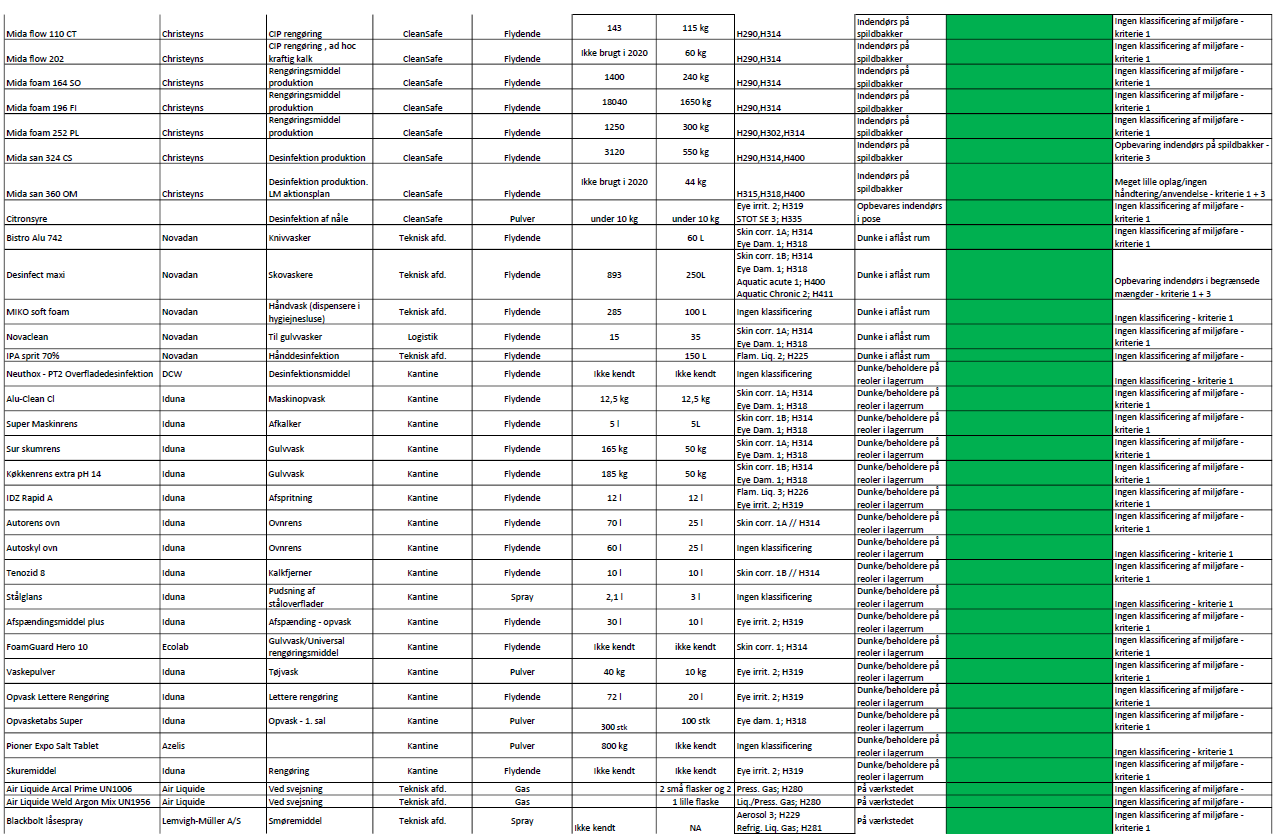 Mida flow 110 CT Christeyns CIP rengøring CleanSafe Flydende 143 115 kg H290,H314 Indendørs på spildbakker Ingen klassificering af miljøfare - kriterie 1
Mida flow 202 Christeyns CIP rengøring , ad hoc kraftig kalk CleanSafe Flydende Ikke brugt i 2020 60 kg H290,H314 Indendørs på spildbakker Ingen klassificering af miljøfare - kriterie 1
Mida foam 164 SO Christeyns Rengøringsmiddel produktion CleanSafe Flydende 1400 240 kg H290,H314 Indendørs på spildbakker Ingen klassificering af miljøfare - kriterie 1
Mida foam 196 FI Christeyns Rengøringsmiddel produktion CleanSafe Flydende 18040 1650 kg H290,H314 Indendørs på spildbakker Ingen klassificering af miljøfare - kriterie 1
Mida foam 252 PL Christeyns Rengøringsmiddel produktion CleanSafe Flydende 1250 300 kg H290,H302,H314 Indendørs på spildbakker Ingen klassificering af miljøfare - kriterie 1
Mida san 324 CS Christeyns Desinfektion produktion CleanSafe Flydende 3120 550 kg H290,H314,H400 Indendørs på spildbakker Opbevaring indendørs på spildbakker - kriterie 3
Mida san 360 OM Christeyns Desinfektion produktion. LM aktionsplan CleanSafe Flydende Ikke brugt i 2020 44 kg H315,H318,H400 Indendørs på spildbakker Meget lille oplag/ingen håndtering/anvendelse - kriterie 1 + 3
Citronsyre Desinfektion af nåle CleanSafe Pulver under 10 kg under 10 kg Eye irrit. 2; H319 STOT SE 3; H335 Opbevares indendørs i pose Ingen klassificering af miljøfare - kriterie 1
Bistro Alu 742 Novadan Knivvasker Teknisk afd. Flydende 60 L Skin corr. 1A; H314 Eye Dam. 1; H318 Dunke i aflåst rum Ingen klassificering af miljøfare - kriterie 1
Desinfect maxi Novadan Skovaskere Teknisk afd. Flydende 893 250L Skin corr. 1B; H314 Eye Dam. 1; H318 Aquatic acute 1; H400 Aquatic Chronic 2; H411 Dunke i aflåst rum Opbevaring indendørs i begrænsede mængder - kriterie 1 + 3
MIKO soft foam Novadan Håndvask (dispensere i hygiejnesluse) Teknisk afd. Flydende 285 100 L Ingen klassificering Dunke i aflåst rum Ingen klassificering - kriterie 1
Novaclean Novadan Til gulvvasker Logistik Flydende 15 35 Skin corr. 1A; H314 Eye Dam. 1; H318 Dunke i aflåst rum Ingen klassificering af miljøfare - kriterie 1
IPA sprit 70% Novadan Hånddesinfektion Teknisk afd. Flydende 150 L Flam. Liq. 2; H225 Dunke i aflåst rum Ingen klassificering af miljøfare -
Neuthox - PT2 Overfladedesinfektion DCW Desinfektionsmiddel Kantine Flydende Ikke kendt Ikke kendt Ingen klassificering Dunke/beholdere på reoler i lagerrum Ingen klassificering - kriterie 1
Alu-Clean Cl Iduna Maskinopvask Kantine Flydende 12,5 kg 12,5 kg Skin corr. 1A; H314 Eye Dam. 1; H318 Dunke/beholdere på reoler i lagerrum Ingen klassificering af miljøfare - kriterie 1
Super Maskinrens Iduna Afkalker Kantine Flydende 5 l 5L Skin corr. 1B; H314 Eye Dam. 1; H318 Dunke/beholdere på reoler i lagerrum Ingen klassificering af miljøfare - kriterie 1
Sur skumrens Iduna Gulvvask Kantine Flydende 165 kg 50 kg Skin corr. 1A; H314 Eye Dam. 1; H318 Dunke/beholdere på reoler i lagerrum Ingen klassificering af miljøfare - kriterie 1
Køkkenrens extra pH 14 Iduna Gulvvask Kantine Flydende 185 kg 50 kg Skin corr. 1B; H314 Eye Dam. 1; H318 Dunke/beholdere på reoler i lagerrum Ingen klassificering af miljøfare - kriterie 1
IDZ Rapid A Iduna Afspritning Kantine Flydende 12 l 12 l Flam. Liq. 3; H226 Eye irrit. 2; H319 Dunke/beholdere på reoler i lagerrum Ingen klassificering af miljøfare - kriterie 1
Autorens ovn Iduna Ovnrens Kantine Flydende 70 l 25 l Skin corr. 1A // H314 Dunke/beholdere på reoler i lagerrum Ingen klassificering af miljøfare - kriterie 1
Autoskyl ovn Iduna Ovnrens Kantine Flydende 60 l 25 l Ingen klassificering Dunke/beholdere på reoler i lagerrum Ingen klassificering - kriterie 1
Tenozid 8 Iduna Kalkfjerner Kantine Flydende 10 l 10 l Skin corr. 1B // H314 Dunke/beholdere på reoler i lagerrum Ingen klassificering af miljøfare - kriterie 1
Stålglans Iduna Pudsning af ståloverflader Kantine Spray 2,1 l 3 l Ingen klassificering Dunke/beholdere på reoler i lagerrum Ingen klassificering - kriterie 1
Afspændingsmiddel plus Iduna Afspænding - opvask Kantine Flydende 30 l 10 l Eye irrit. 2; H319 Dunke/beholdere på reoler i lagerrum Ingen klassificering af miljøfare - kriterie 1
FoamGuard Hero 10 Ecolab Gulvvask/Universal rengøringsmiddel Kantine Flydende Ikke kendt ikke kendt Skin corr. 1; H314 Dunke/beholdere på reoler i lagerrum Ingen klassificering af miljøfare - kriterie 1
Vaskepulver Iduna Tøjvask Kantine Pulver 40 kg 10 kg Eye irrit. 2; H319 Dunke/beholdere på reoler i lagerrum Ingen klassificering af miljøfare - kriterie 1
Opvask Lettere Rengøring Iduna Lettere rengøring Kantine Flydende 72 l 20 l Eye irrit. 2; H319 Dunke/beholdere på reoler i lagerrum Ingen klassificering af miljøfare - kriterie 1
Opvasketabs Super Iduna Opvask - 1. sal Kantine Pulver 300 stk 100 stk Eye dam. 1; H318 Dunke/beholdere på reoler i lagerrum Ingen klassificering af miljøfare - kriterie 1
Pioner Expo Salt Tablet Azelis Kantine Pulver 800 kg Ikke kendt Ingen klassificering Dunke/beholdere på reoler i lagerrum Ingen klassificering - kriterie 1
Skuremiddel Iduna Rengøring Kantine Flydende Ikke kendt Ikke kendt Eye irrit. 2; H319 Dunke/beholdere på reoler i lagerrum Ingen klassificering af miljøfare - kriterie 1
Air Liquide Arcal Prime UN1006 Air Liquide Ved svejsning Teknisk afd. Gas 2 små flasker og 2 Press. Gas; H280 På værkstedet Ingen klassificering af miljøfare -
Air Liquide Weld Argon Mix UN1956 Air Liquide Ved svejsning Teknisk afd. Gas 1 lille flaske Liq./Press. Gas; H280 På værkstedet Ingen klassificering af miljøfare -
Blackbolt låsespray Lemvigh-Müller A/S Smøremiddel Teknisk afd. Spray Ikke kendt NA Aerosol 3; H229 Refrig. Liq. Gas; H281 På værkstedet Ingen klassificering af miljøfare - kriterie 1